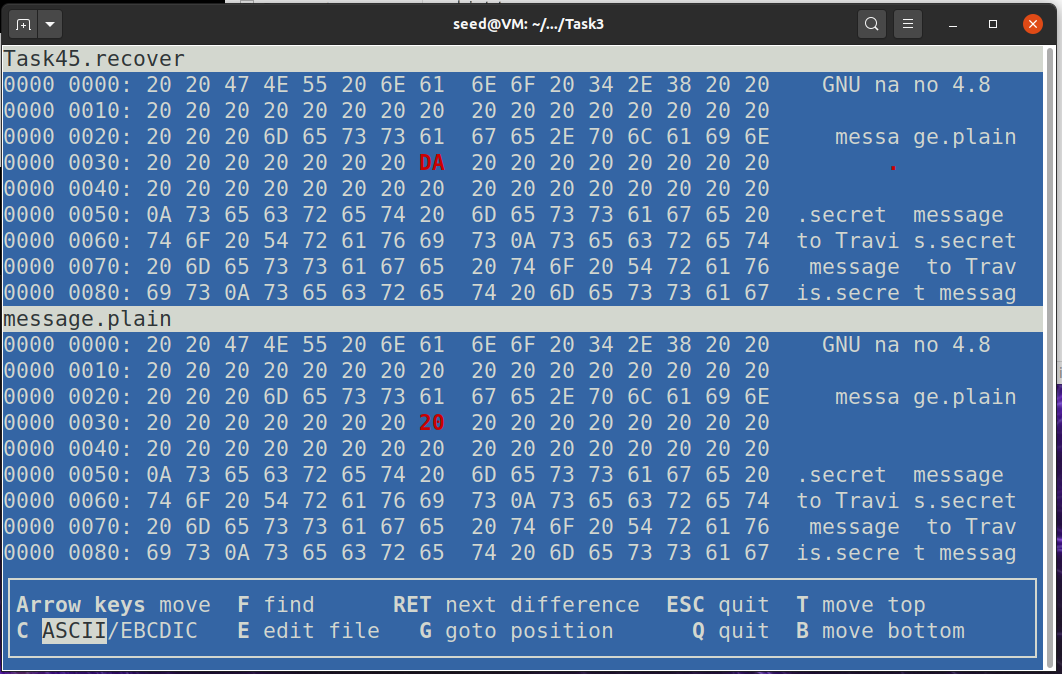 seed@VM: ~/.../Task3
Task45.recover
0000 0000: 20 20 47 4E 55 20 6E 61  6E 6F 20 34 2E 38 20 20    GNU na no 4.8
0000 0010: 20 20 20 20 20 20 20 20  20 20 20 20 20 20 20 20
0000 0020: 20 20 20 6D 65 73 73 61  67 65 2E 70 6C 61 69 6E     messa ge.plain
0000 0030: 20 20 20 20 20 20 20 DA  20 20 20 20 20 20 20 20         .
0000 0040: 20 20 20 20 20 20 20 20  20 20 20 20 20 20 20 20
0000 0050: 0A 73 65 63 72 65 74 20  6D 65 73 73 61 67 65 20  .secret  message
0000 0060: 74 6F 20 54 72 61 76 69  73 0A 73 65 63 72 65 74  to Travi s.secret
0000 0070: 20 6D 65 73 73 61 67 65  20 74 6F 20 54 72 61 76   message  to Trav
0000 0080: 69 73 0A 73 65 63 72 65  74 20 6D 65 73 73 61 67  is.secre t messag
message.plain
0000 0000: 20 20 47 4E 55 20 6E 61  6E 6F 20 34 2E 38 20 20    GNU na no 4.8
0000 0010: 20 20 20 20 20 20 20 20  20 20 20 20 20 20 20 20
0000 0020: 20 20 20 6D 65 73 73 61  67 65 2E 70 6C 61 69 6E     messa ge.plain
0000 0030: 20 20 20 20 20 20 20 20  20 20 20 20 20 20 20 20
0000 0040: 20 20 20 20 20 20 20 20  20 20 20 20 20 20 20 20
0000 0050: 0A 73 65 63 72 65 74 20  6D 65 73 73 61 67 65 20  .secret  message
0000 0060: 74 6F 20 54 72 61 76 69  73 0A 73 65 63 72 65 74  to Travi s.secret
0000 0070: 20 6D 65 73 73 61 67 65  20 74 6F 20 54 72 61 76   message  to Trav
0000 0080: 69 73 0A 73 65 63 72 65  74 20 6D 65 73 73 61 67  is.secre t messag
Arrow keys move  F find      RET next difference  ESC quit  T move top
C ASCII/EBCDIC   E edit file   G goto position      Q quit  B move bottom